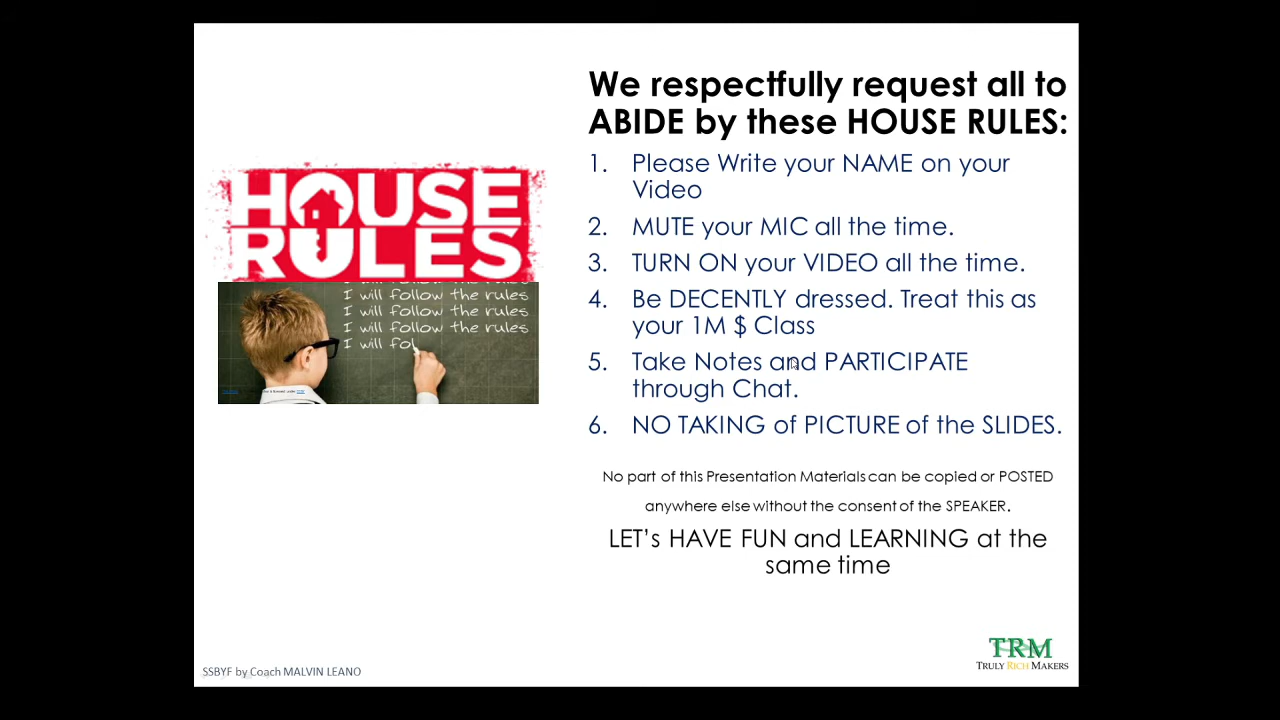 We respectfully request all to
ABIDE by these HOUSE RULES:
1. Please Write your NAME on your
Video
2. MUTE your MIC all the time.
3. TURN ON your VIDEO all the time.
4. Be DECENTLY dressed. Treat this as
your 1M $ Class
5. Take Notes and PARTICIPATE
through Chat.
6. NO TAKING of PICTURE of the SLIDES.
No part of this Presentation Materials can be copied or POSTED
anywhere else without the consent of the SPEAKER.
LET's HAVE FUN and LEARNING at the
same time
HOUSE
RULES
I will follow the rules
I will follow the rules
I will follow the rules
I will fol
SSBYF by Coach MALVIN LEANO
TRM
TRULY RICH MAKERS